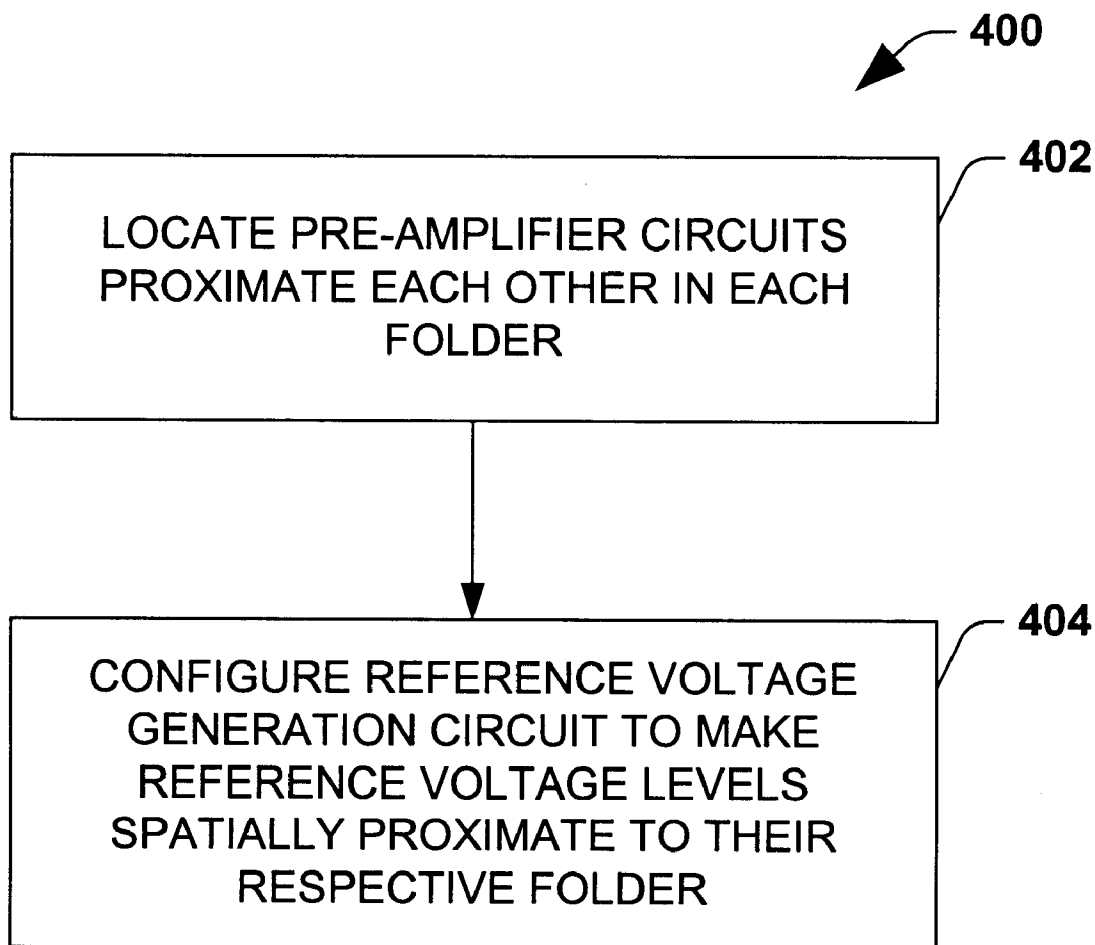 400
402
LOCATE PRE-AMPLIFIER CIRCUITS
PROXIMATE EACH OTHER IN EACH
FOLDER
404
CONFIGURE REFERENCE VOLTAGE
GENERATION CIRCUIT TO MAKE
REFERENCE VOLTAGE LEVELS
SPATIALLY PROXIMATE TO THEIR
RESPECTIVE FOLDER